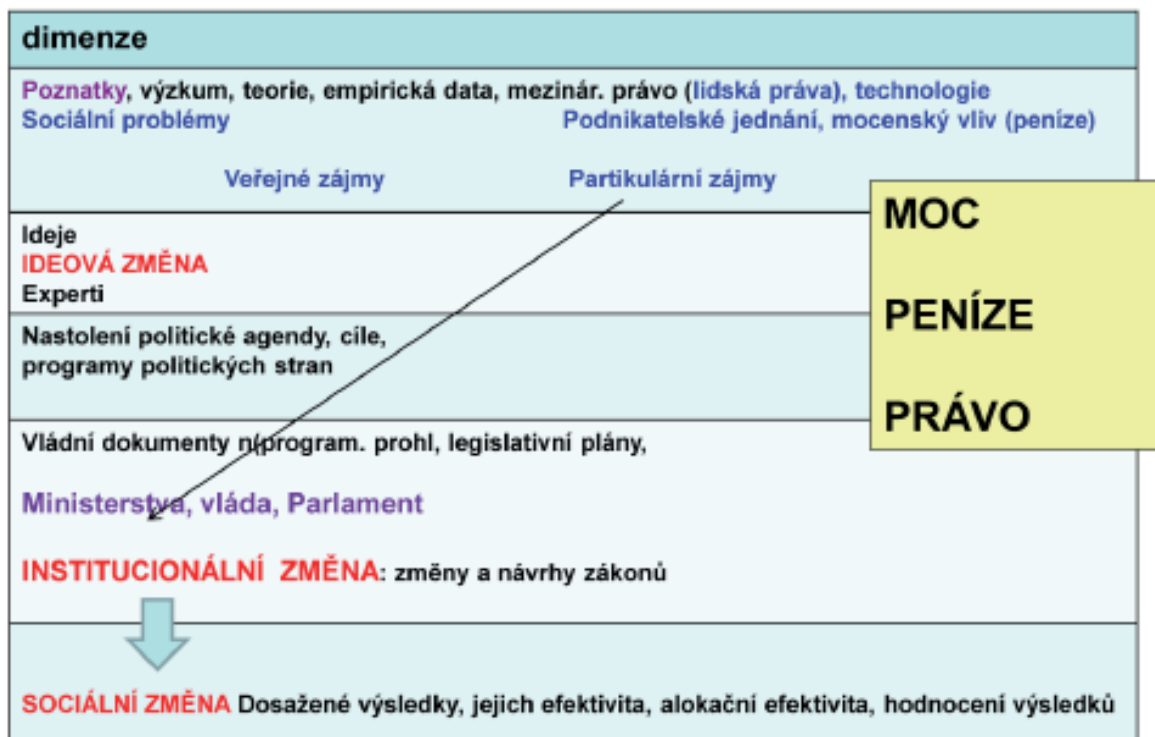 dimenze
Poznatky, výzkum, teorie, empirická data, mezinár. právo (lidská práva), technologie
Sociální problémy Podnikatelské jednání, mocenský vliv (peníze)
Veřejné zájmy Partikulární zájmy
Ideje
IDEOVÁ ZMĚNA
Experti
Nastolení politické agendy, cíle,
programy politických stran
Vládní dokumenty n(program. prohl, legislativní plány,
Ministerstva, vláda, Parlament
INSTITUCIONÁLNÍ ZMĚNA: změny a návrhy zákonů
SOCIÁLNÍ ZMĚNA Dosažené výsledky, jejich efektivita, alokační efektivita, hodnocení výsledků
MOC
PENÍZE
PRÁVO